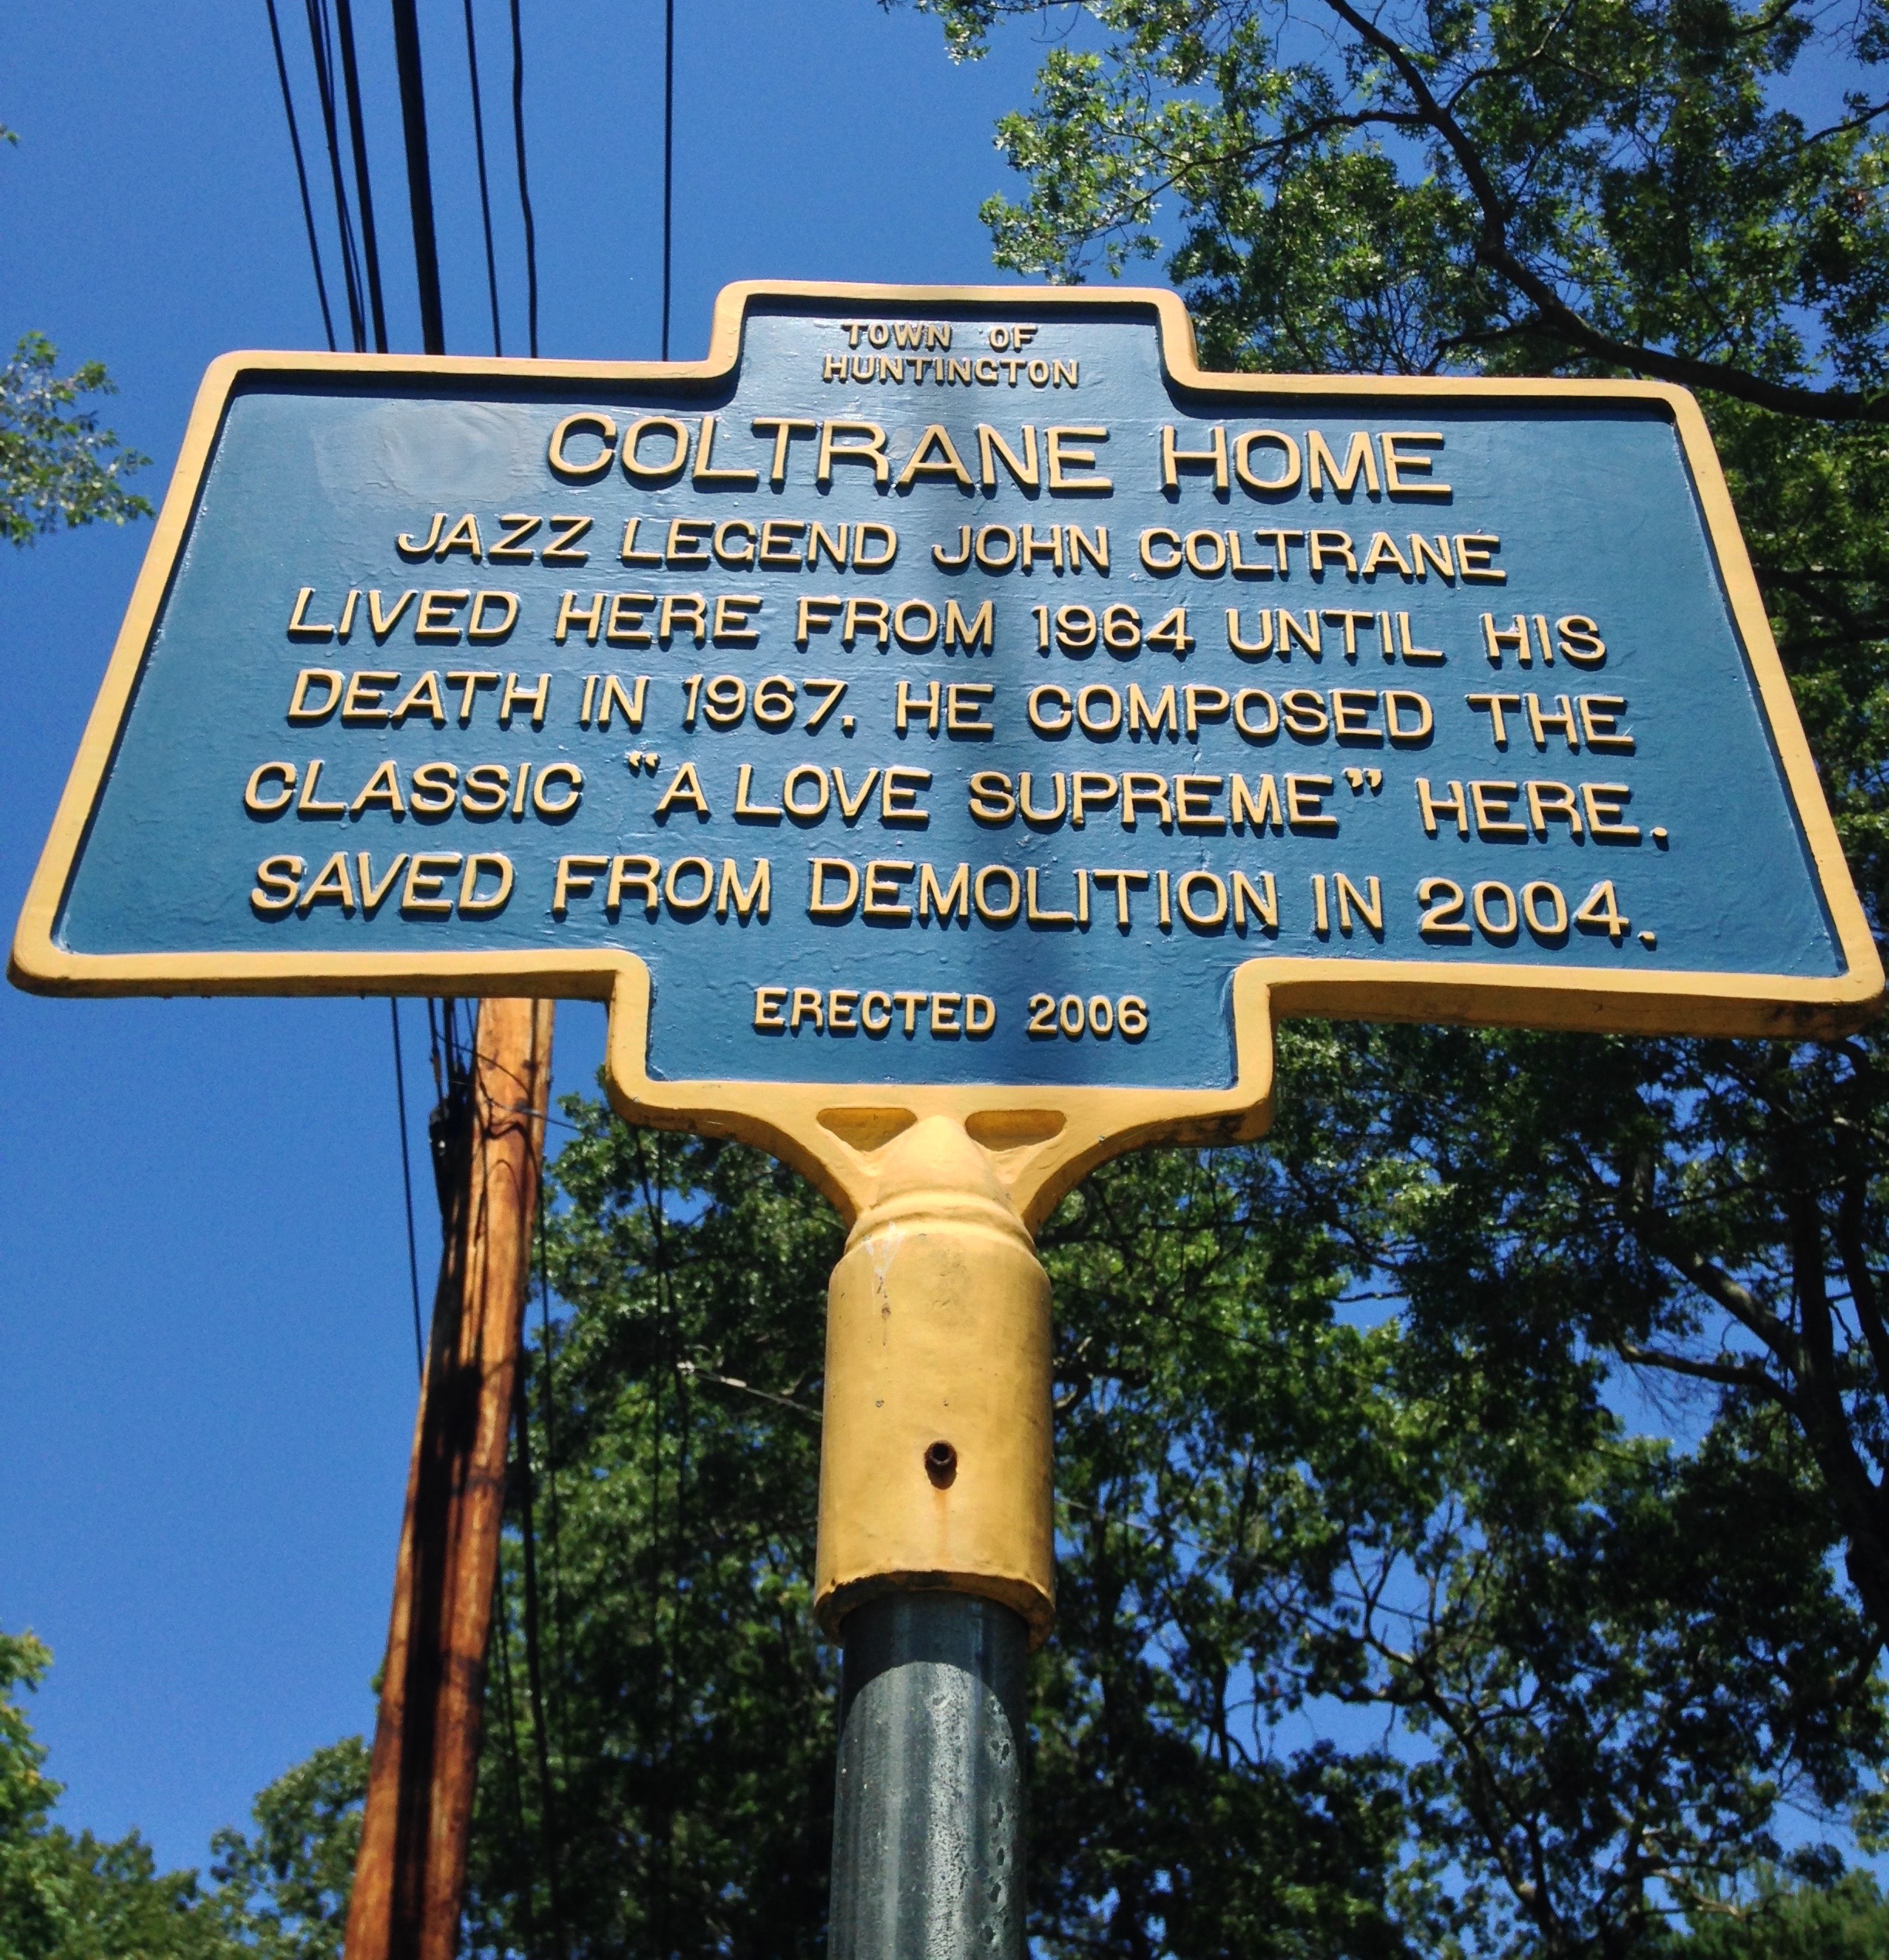 TOWN OF
HUNTINGTON
COLTRANE HOME
JAZZ LEGEND JOHN COLTRANE
LIVED HERE FROM 1964 UNTIL HIS
DEATH IN 1967. HE COMPOSED THE
CLASSIC "A LOVE SUPREME" HERE.
SAVED FROM DEMOLITION IN 2004.
ERECTED 2006